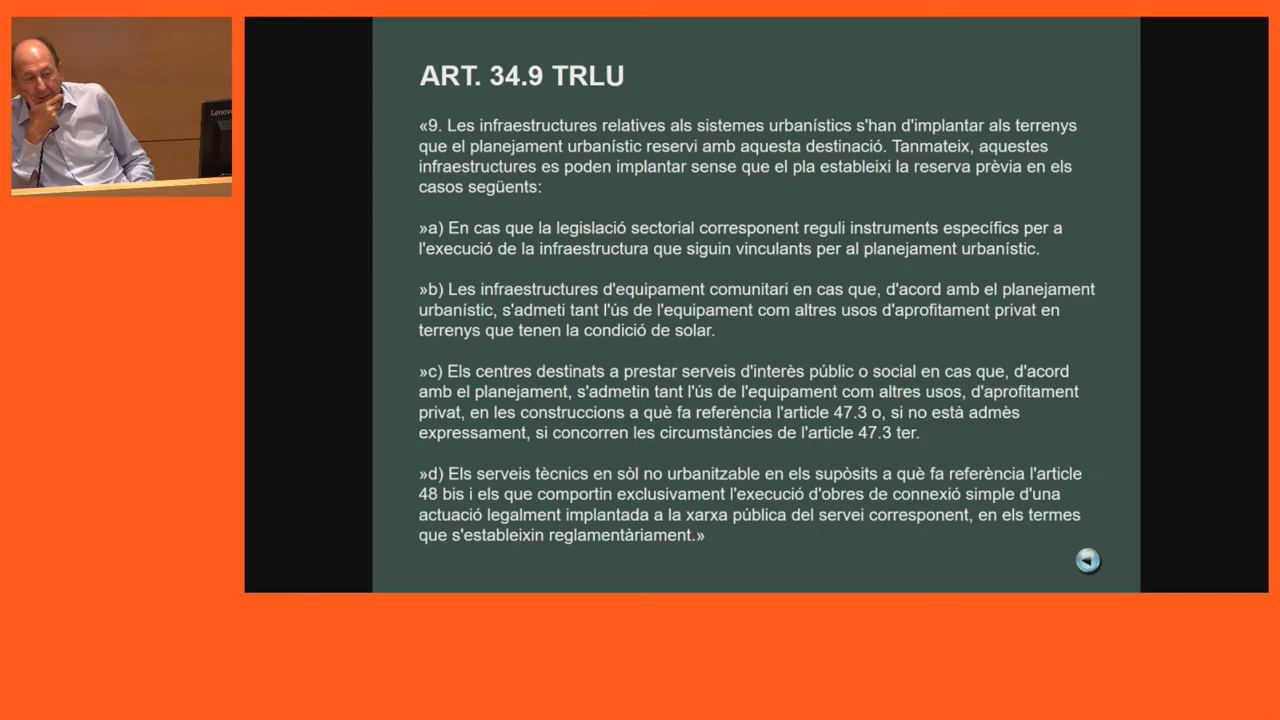 ART. 34.9 TRLU
«9. Les infraestructures relatives als sistemes urbanístics s'han d'implantar als terrenys
que el planejament urbanístic reservi amb aquesta destinació. Tanmateix, aquestes
infraestructures es poden implantar sense que el pla estableixi la reserva prèvia en els
casos següents:
»a) En cas que la legislació sectorial corresponent reguli instruments específics per a
l'execució de la infraestructura que siguin vinculants per al planejament urbanístic.
»b) Les infraestructures d'equipament comunitari en cas que, d'acord amb el planejament
urbanístic, s'admeti tant l'ús de l'equipament com altres usos d'aprofitament privat en
terrenys que tenen la condició de solar.
»c) Els centres destinats a prestar serveis d'interès públic o social en cas que, d'acord
amb el planejament, s'admetin tant l'ús de l'equipament com altres usos, d'aprofitament
privat, en les construccions a què fa referència l'article 47.3 o, si no està admès
expressament, si concorren les circumstàncies de l'article 47.3 ter.
»d) Els serveis tècnics en sòl no urbanitzable en els supòsits a què fa referència l'article
48 bis i els que comportin exclusivament l'execució d'obres de connexió simple d'una
actuació legalment implantada a la xarxa pública del servei corresponent, en els termes
que s'estableixin reglamentàriament.»
Lenovo